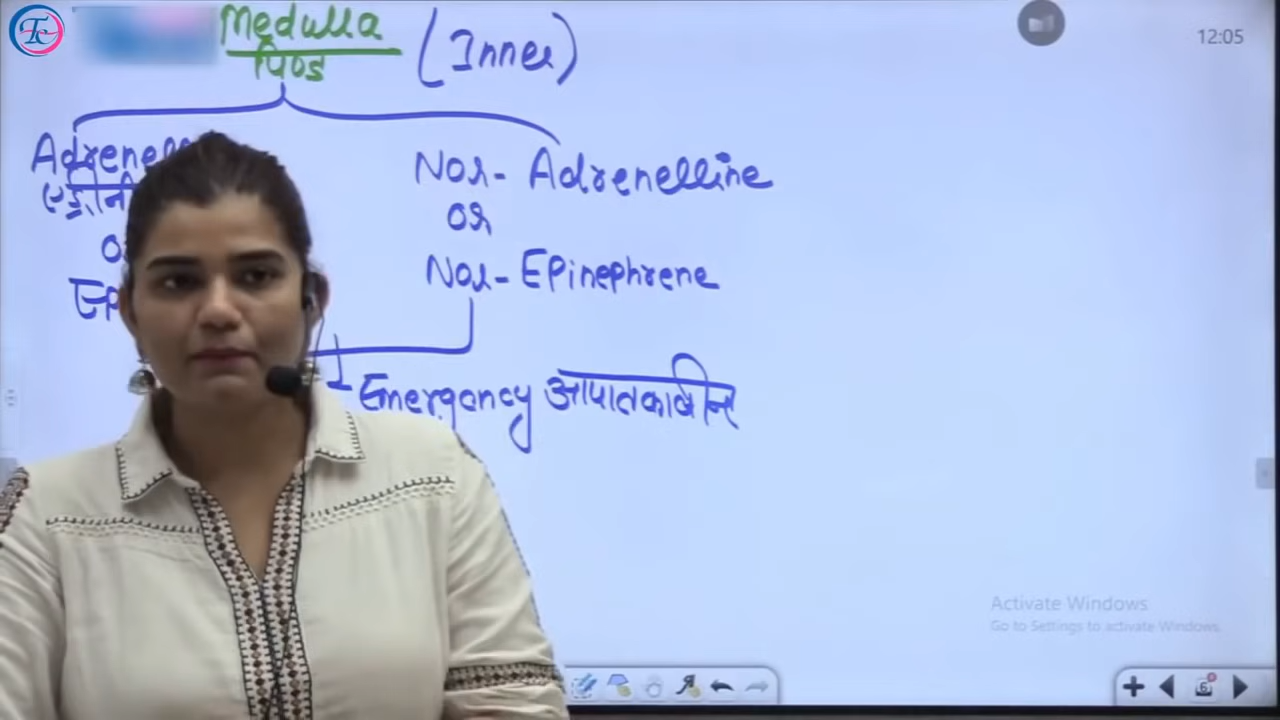 Medulla (Inner)
पिण्ड
12:05
Nor- Adrenelline
or
Nor- Epinephrene
Emergancy आपातकालीन
Activate Windows
Go to Settings to activate Windows.